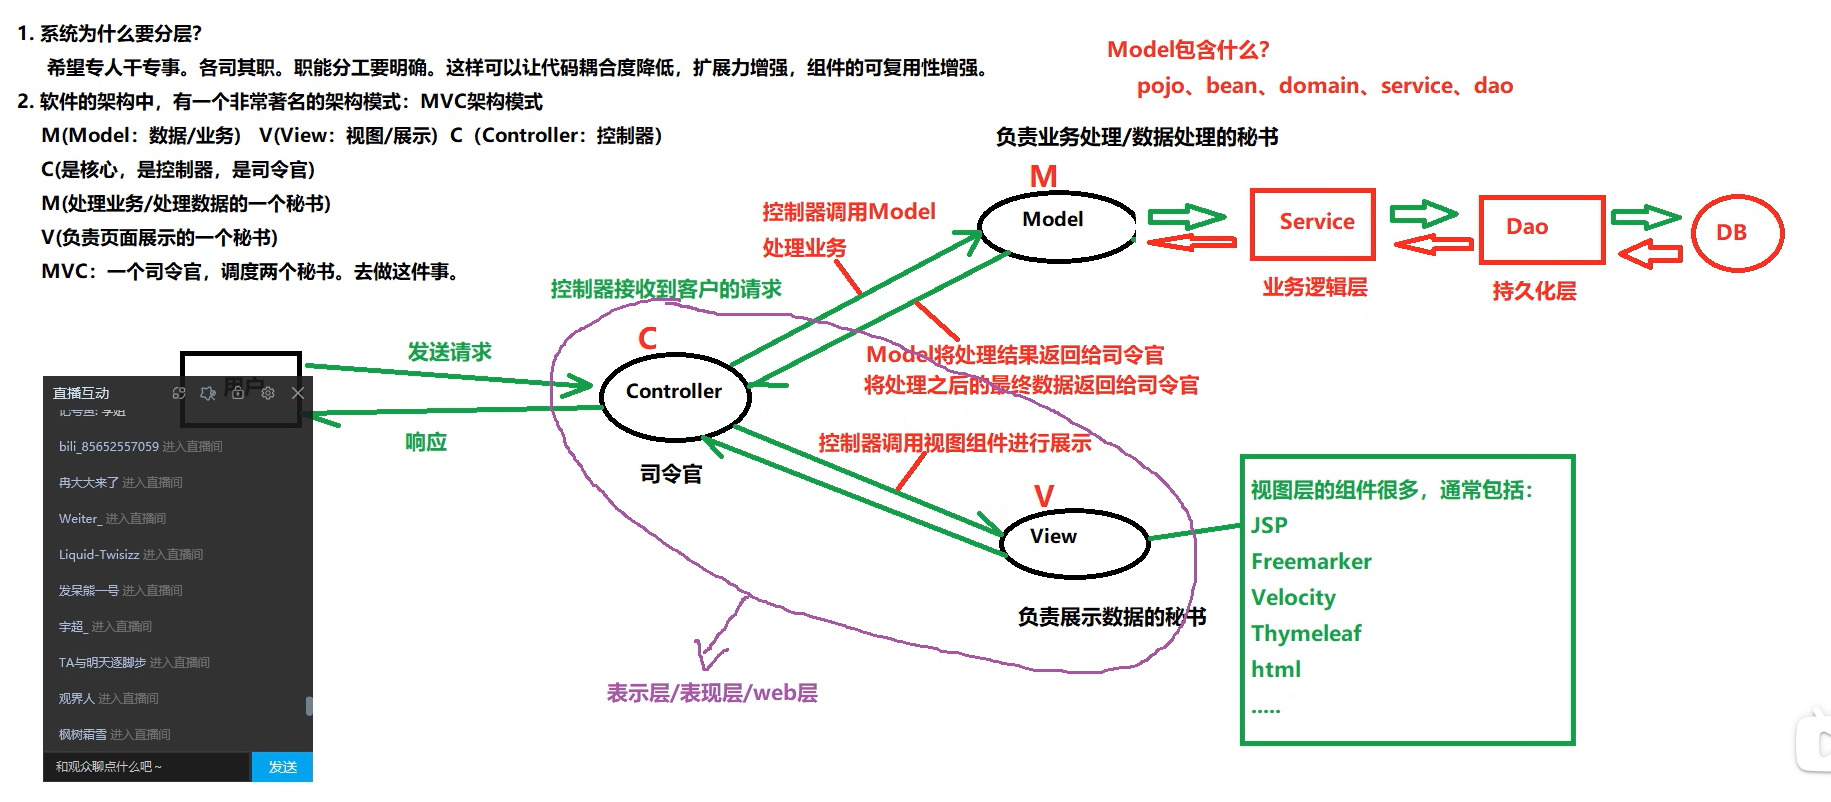 1. 系统为什么要分层？
希望专人干专事。各司其职。职能分工要明确。这样可以让代码耦合度降低，扩展力增强，组件的可复用性增强。
2. 软件的架构中，有一个非常著名的架构模式：MVC架构模式
M(Model：数据/业务) V(View：视图/展示) C（Controller：控制器）
C(是核心，是控制器，是司令官)
M(处理业务/处理数据的一个秘书)
V(负责页面展示的一个秘书)
MVC：一个司令官，调度两个秘书。去做这件事。
Model包含什么？
pojo、bean、domain、service、dao
负责业务处理/数据处理的秘书
M
Model
Service
业务逻辑层
Dao
持久化层
DB
控制器调用Model
处理业务
控制器接收到客户的请求
C
Controller
司令官
发送请求
响应
用户
Model将处理结果返回给司令官
将处理之后的最终数据返回给司令官
控制器调用视图组件进行展示
V
View
负责展示数据的秘书
表示层/表现层/web层
视图层的组件很多，通常包括：
JSP
Freemarker
Velocity
Thymeleaf
html
.....
直播互动
bili_85652557059 进入直播间
冉大大来了 进入直播间
Weiter_ 进入直播间
Liquid-Twisizz 进入直播间
发呆熊一号 进入直播间
宇超_ 进入直播间
TA与明天逐脚步 进入直播间
观界人 进入直播间
枫树霜雪 进入直播间
和观众聊点什么吧～
发送